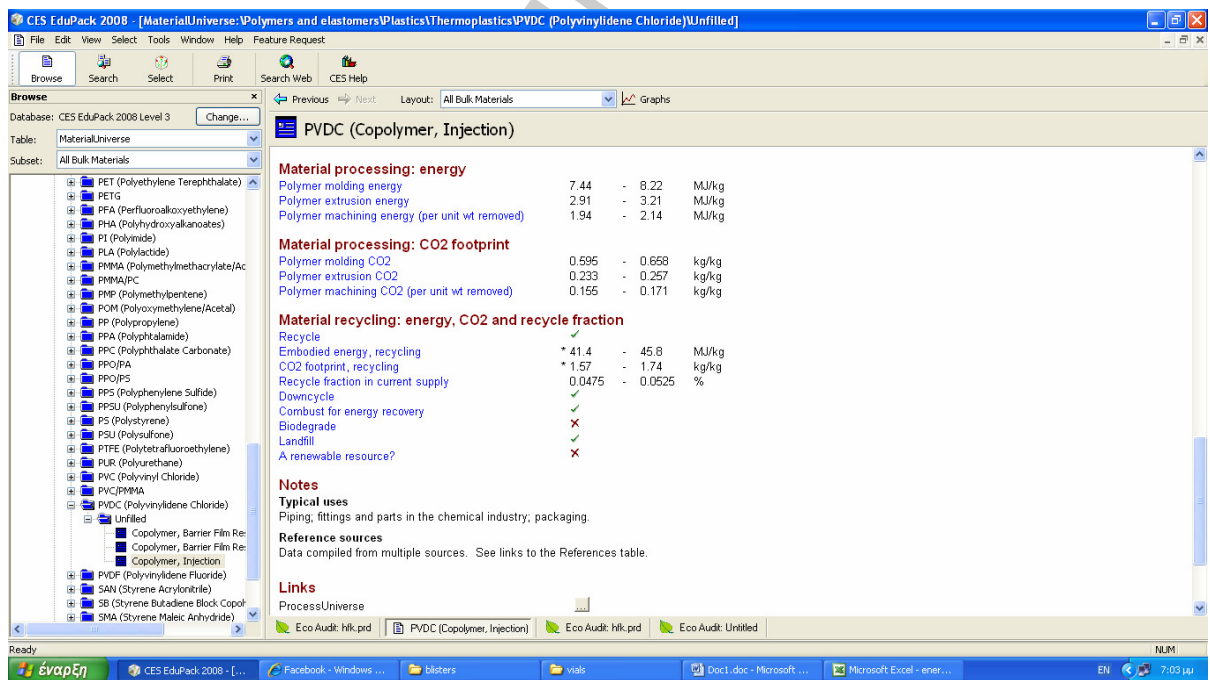 CES EduPack 2008 - [MaterialUniverse:\Polymers and elastomers\Plastics\Thermoplastics\PVDC (Polyvinylidene Chloride)\Unfilled]
File Edit View Select Tools Window Help Feature Request
Browse Search Select Print Search Web CES Help
Browse
Database: CES EduPack 2008 Level 3 Change...
Table: MaterialUniverse
Subset: All Bulk Materials
PET (Polyethylene Terephthalate)
PETG
PFA (Perfluoroalkoxyethylene)
PHA (Polyhydroxyalkanoates)
PI (Polyimide)
PLA (Polylactide)
PMMA (Polymethylmethacrylate/Ac
PMMA/PC
PMP (Polymethylpentene)
POM (Polyoxymethylene/Acetal)
PP (Polypropylene)
PPA (Polyphtalamide)
PPC (Polyphthalate Carbonate)
PPO/PA
PPO/PS
PPS (Polyphenylene Sulfide)
PPSU (Polyphenylsulfone)
PS (Polystyrene)
PSU (Polysulfone)
PTFE (Polytetrafluoroethylene)
PUR (Polyurethane)
PVC (Polyvinyl Chloride)
PVC/PMMA
PVDC (Polyvinylidene Chloride)
Unfilled
Copolymer, Barrier Film Re
Copolymer, Barrier Film Re
Copolymer, Injection
PVDF (Polyvinylidene Fluoride)
SAN (Styrene Acrylonitrile)
SB (Styrene Butadiene Block Copol
SMA (Styrene Maleic Anhydride)
Previous Next Layout: All Bulk Materials Graphs
PVDC (Copolymer, Injection)
Material processing: energy
Polymer molding energy 7.44 - 8.22 MJ/kg
Polymer extrusion energy 2.91 - 3.21 MJ/kg
Polymer machining energy (per unit wt removed) 1.94 - 2.14 MJ/kg
Material processing: CO2 footprint
Polymer molding CO2 0.595 - 0.658 kg/kg
Polymer extrusion CO2 0.233 - 0.257 kg/kg
Polymer machining CO2 (per unit wt removed) 0.155 - 0.171 kg/kg
Material recycling: energy, CO2 and recycle fraction
Recycle ✓
Embodied energy, recycling * 41.4 - 45.8 MJ/kg
CO2 footprint, recycling * 1.57 - 1.74 kg/kg
Recycle fraction in current supply 0.0475 - 0.0525 %
Downcycle ✓
Combust for energy recovery ✓
Biodegrade ✗
Landfill ✓
A renewable resource? ✗
Notes
Typical uses
Piping; fittings and parts in the chemical industry; packaging.
Reference sources
Data compiled from multiple sources. See links to the References table.
Links
ProcessUniverse ...
Eco Audit: hfk.prd PVDC (Copolymer, Injection) Eco Audit: hfk.prd Eco Audit: Untitled
Ready NUM
έναρξη CES EduPack 2008 - [... Facebook - Windows ... blisters vials Doc1.doc - Microsoft ... Microsoft Excel - ener... EN 7:03 μμ